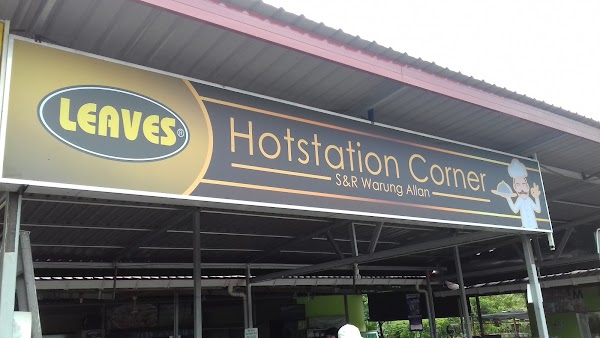 LEAVES®
Hotstation Corner
S&R Warung Allan